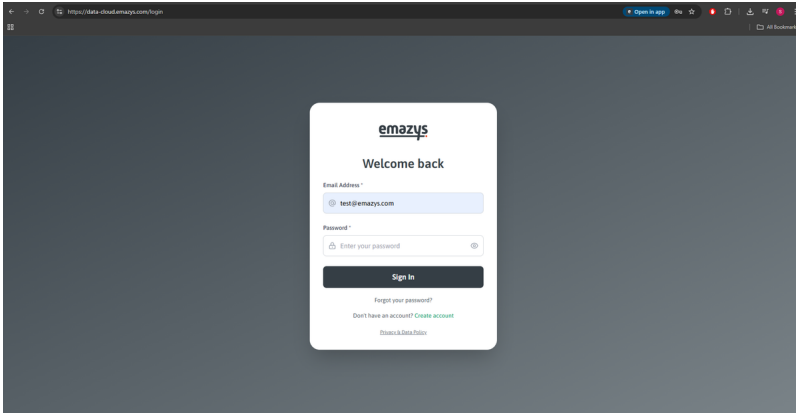 https://data-cloud.emazys.com/login
Open in app
All Bookmark
emazys
Welcome back
Email Address *
test@emazys.com
Password *
Enter your password
Sign In
Forgot your password?
Don't have an account? Create account
Privacy & Data Policy